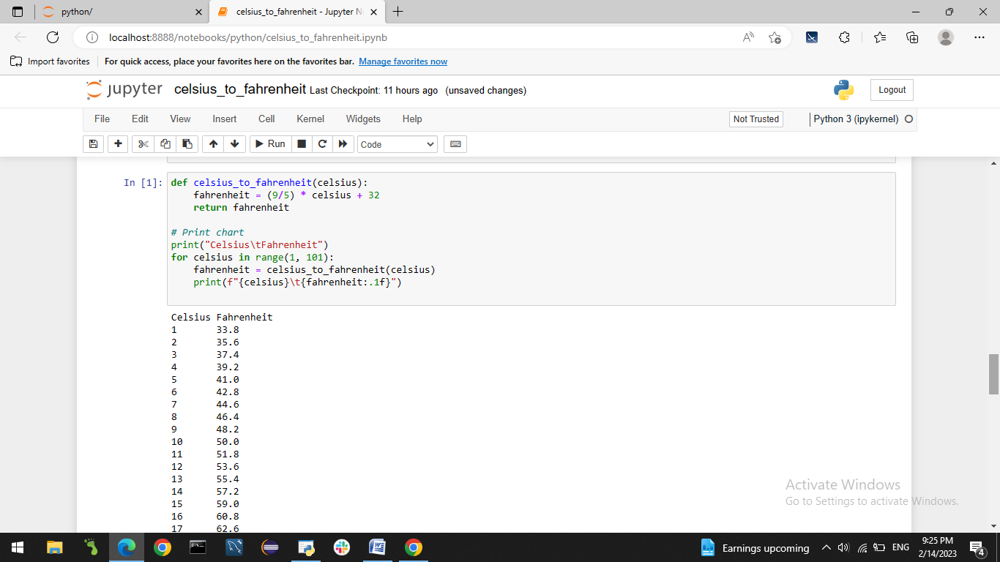 python/
celsius_to_fahrenheit - Jupyter N
localhost:8888/notebooks/python/celsius_to_fahrenheit.ipynb
Import favorites
For quick access, place your favorites here on the favorites bar. Manage favorites now
jupyter celsius_to_fahrenheit Last Checkpoint: 11 hours ago (unsaved changes)
Logout
File Edit View Insert Cell Kernel Widgets Help
Not Trusted
Python 3 (ipykernel)
Run
Code
In [1]:
def celsius_to_fahrenheit(celsius):
    fahrenheit = (9/5) * celsius + 32
    return fahrenheit
# Print chart
print("Celsius\tFahrenheit")
for celsius in range(1, 101):
    fahrenheit = celsius_to_fahrenheit(celsius)
    print(f"{celsius}\t{fahrenheit:.1f}")
Celsius Fahrenheit
1 33.8
2 35.6
3 37.4
4 39.2
5 41.0
6 42.8
7 44.6
8 46.4
9 48.2
10 50.0
11 51.8
12 53.6
13 55.4
14 57.2
15 59.0
16 60.8
17 62.6
Activate Windows
Go to Settings to activate Windows.
Earnings upcoming
ENG
9:25 PM
2/14/2023
4